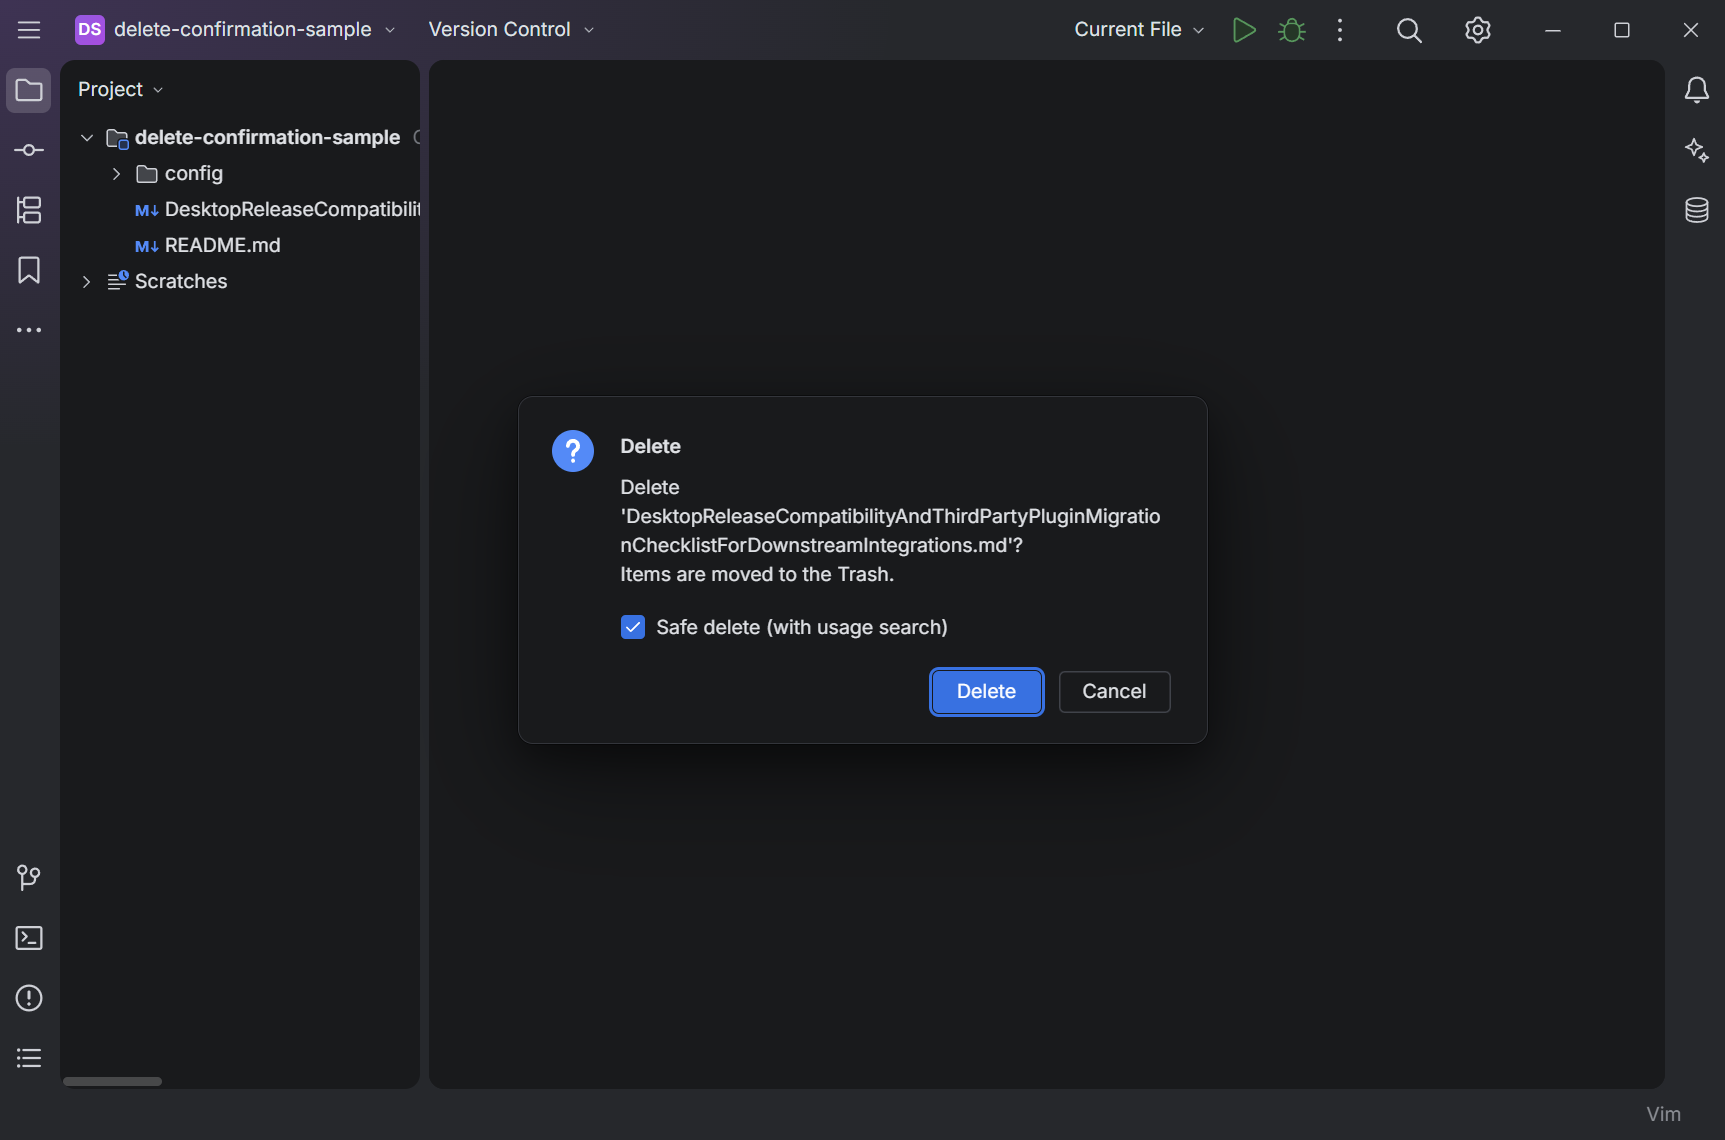 DS delete-confirmation-sample Version Control Current File
Project
delete-confirmation-sample
config
M↓ DesktopReleaseCompatibilit
M↓ README.md
Scratches
Delete
Delete
'DesktopReleaseCompatibilityAndThirdPartyPluginMigratio
nChecklistForDownstreamIntegrations.md'?
Items are moved to the Trash.
Safe delete (with usage search)
Delete Cancel
Vim